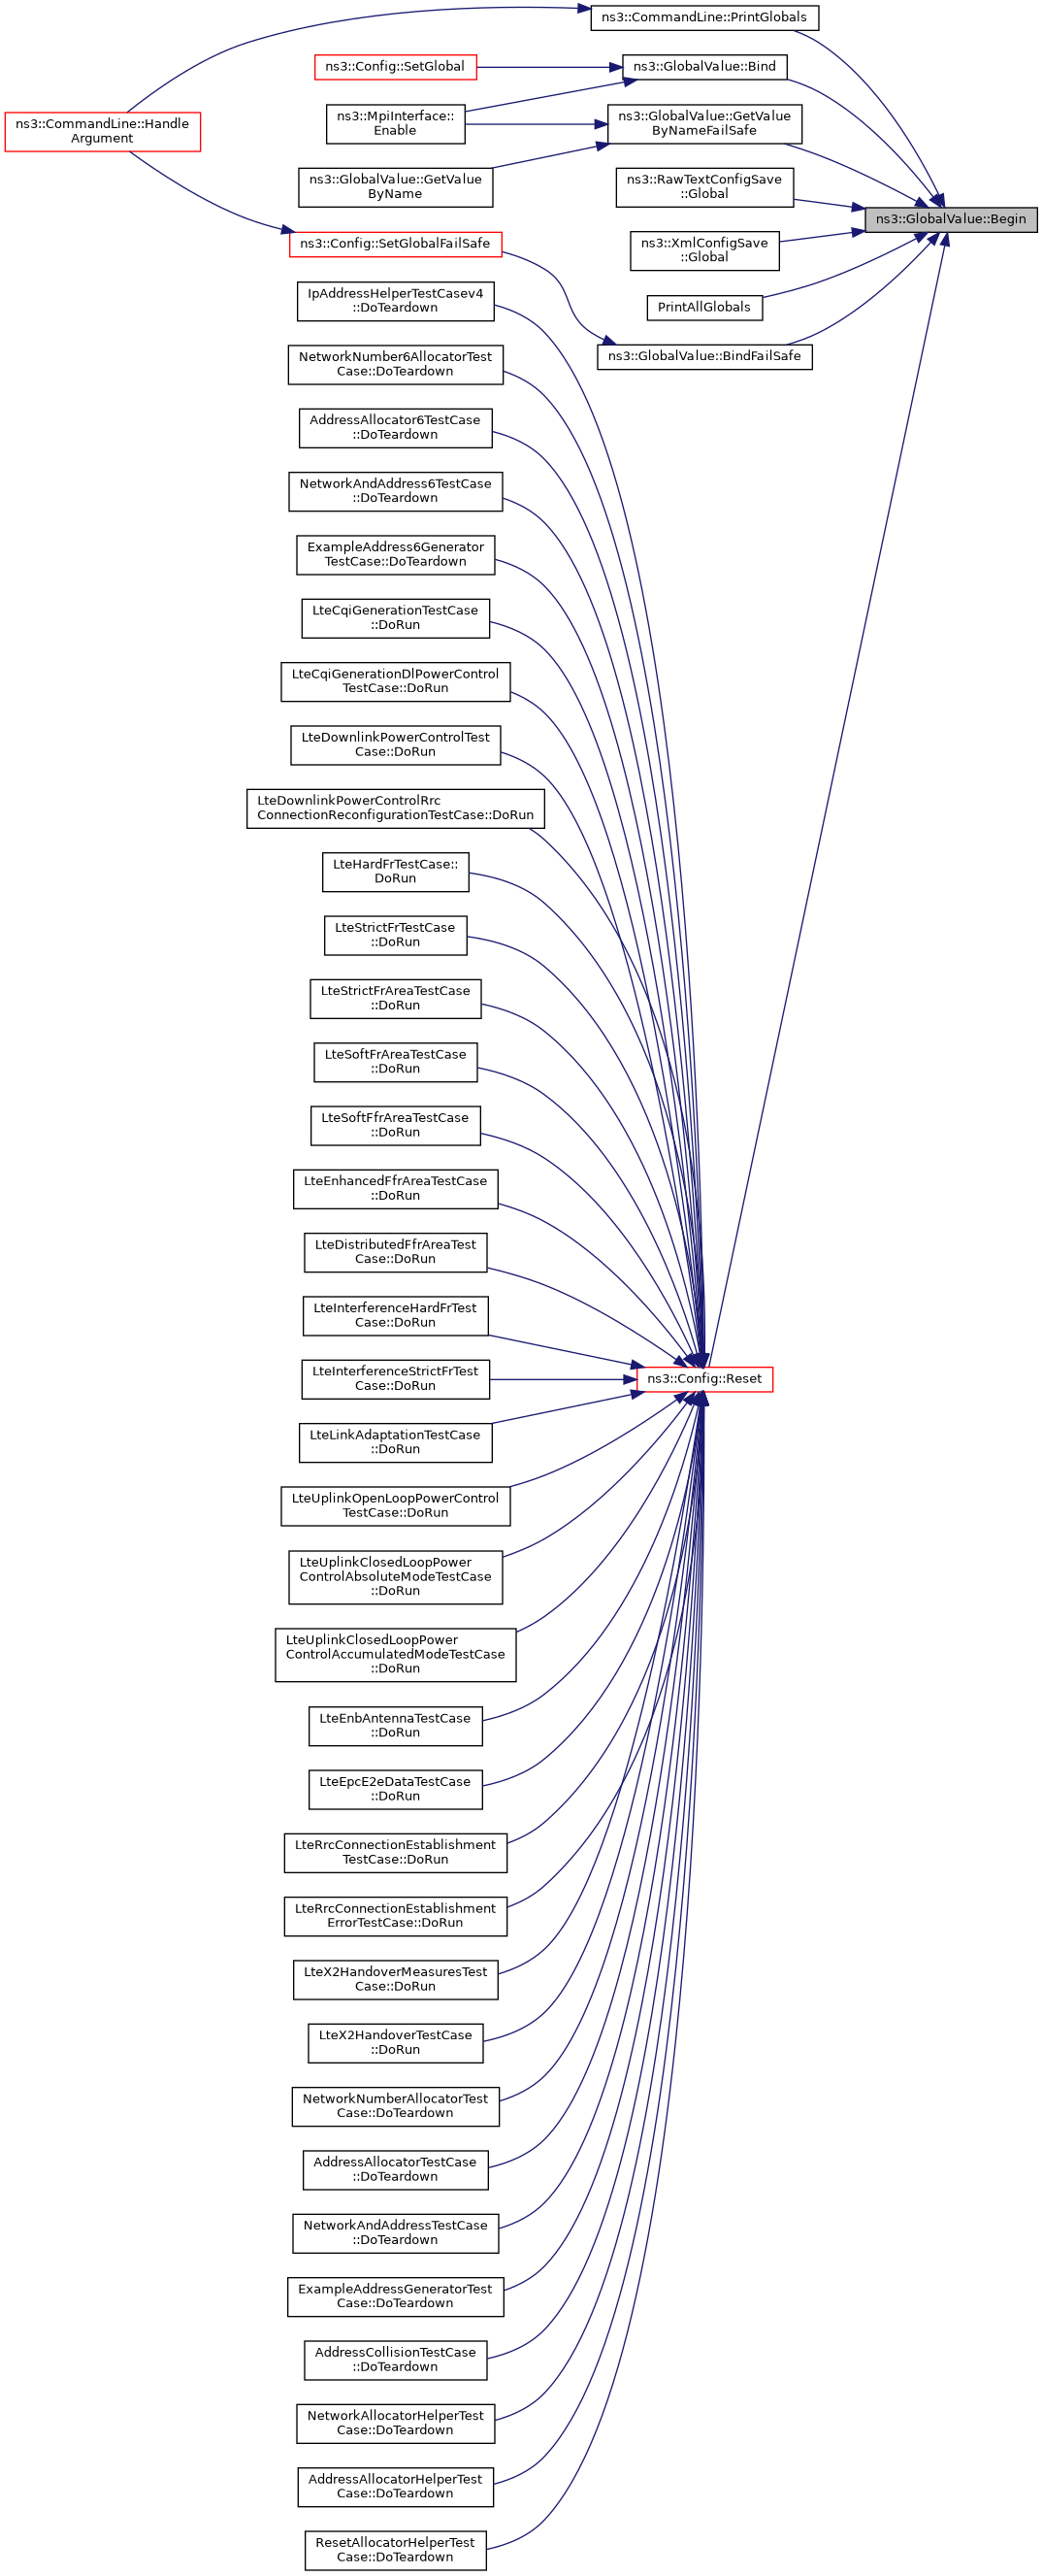 ns3::CommandLine::PrintGlobals
ns3::Config::SetGlobal
ns3::GlobalValue::Bind
ns3::CommandLine::Handle
Argument
ns3::MpiInterface::
Enable
ns3::GlobalValue::GetValue
ByNameFailSafe
ns3::GlobalValue::GetValue
ByName
ns3::RawTextConfigSave
::Global
ns3::GlobalValue::Begin
ns3::Config::SetGlobalFailSafe
ns3::XmlConfigSave
::Global
IpAddressHelperTestCasev4
::DoTeardown
PrintAllGlobals
NetworkNumber6AllocatorTest
Case::DoTeardown
ns3::GlobalValue::BindFailSafe
AddressAllocator6TestCase
::DoTeardown
NetworkAndAddress6TestCase
::DoTeardown
ExampleAddress6Generator
TestCase::DoTeardown
LteCqiGenerationTestCase
::DoRun
LteCqiGenerationDlPowerControl
TestCase::DoRun
LteDownlinkPowerControlTest
Case::DoRun
LteDownlinkPowerControlRrc
ConnectionReconfigurationTestCase::DoRun
LteHardFrTestCase::
DoRun
LteStrictFrTestCase
::DoRun
LteStrictFrAreaTestCase
::DoRun
LteSoftFrAreaTestCase
::DoRun
LteSoftFfrAreaTestCase
::DoRun
LteEnhancedFfrAreaTestCase
::DoRun
LteDistributedFfrAreaTest
Case::DoRun
LteInterferenceHardFrTest
Case::DoRun
LteInterferenceStrictFrTest
Case::DoRun
ns3::Config::Reset
LteLinkAdaptationTestCase
::DoRun
LteUplinkOpenLoopPowerControl
TestCase::DoRun
LteUplinkClosedLoopPower
ControlAbsoluteModeTestCase
::DoRun
LteUplinkClosedLoopPower
ControlAccumulatedModeTestCase
::DoRun
LteEnbAntennaTestCase
::DoRun
LteEpcE2eDataTestCase
::DoRun
LteRrcConnectionEstablishment
TestCase::DoRun
LteRrcConnectionEstablishment
ErrorTestCase::DoRun
LteX2HandoverMeasuresTest
Case::DoRun
LteX2HandoverTestCase
::DoRun
NetworkNumberAllocatorTest
Case::DoTeardown
AddressAllocatorTestCase
::DoTeardown
NetworkAndAddressTestCase
::DoTeardown
ExampleAddressGeneratorTest
Case::DoTeardown
AddressCollisionTestCase
::DoTeardown
NetworkAllocatorHelperTest
Case::DoTeardown
AddressAllocatorHelperTest
Case::DoTeardown
ResetAllocatorHelperTest
Case::DoTeardown